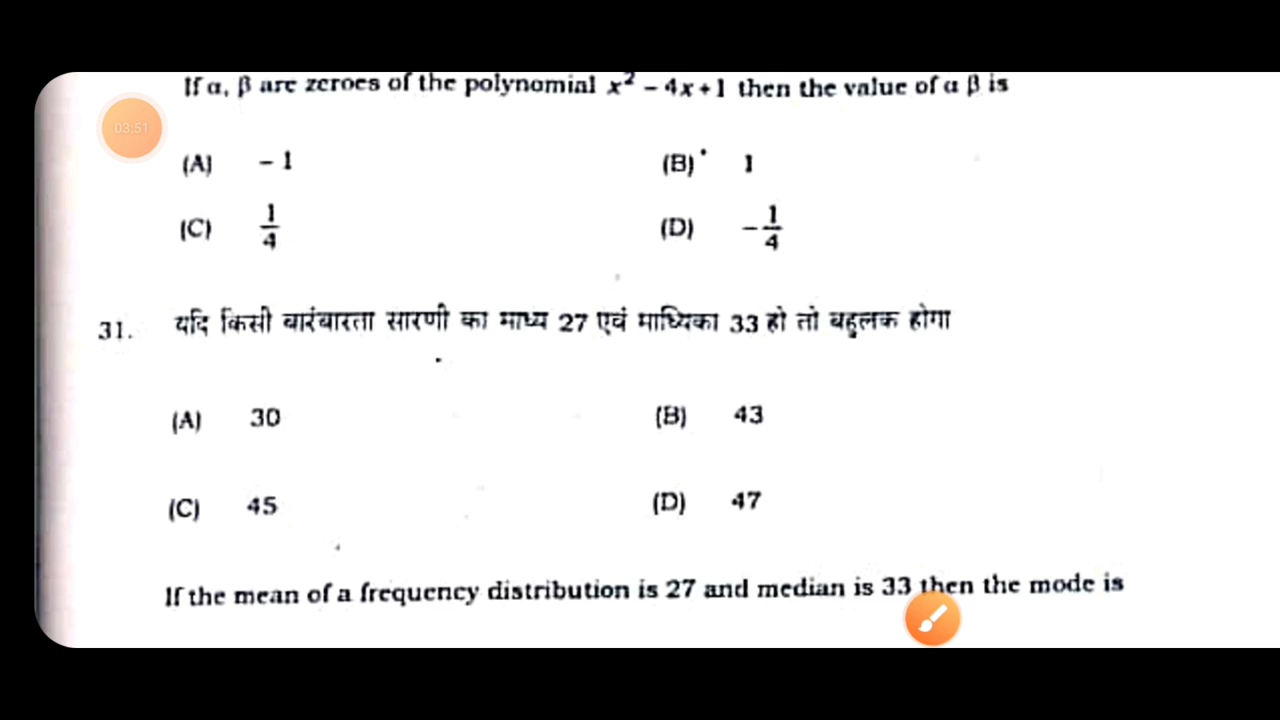 If α, β are zeroes of the polynomial x² – 4x+1 then the value of α β is
03:51
(A) – 1 (B) 1
(C) 1/4 (D) – 1/4
31. यदि किसी बारंबारता सारणी का माध्य 27 एवं माध्यिका 33 हो तो बहुलक होगा
(A) 30 (B) 43
(C) 45 (D) 47
If the mean of a frequency distribution is 27 and median is 33 then the mode is